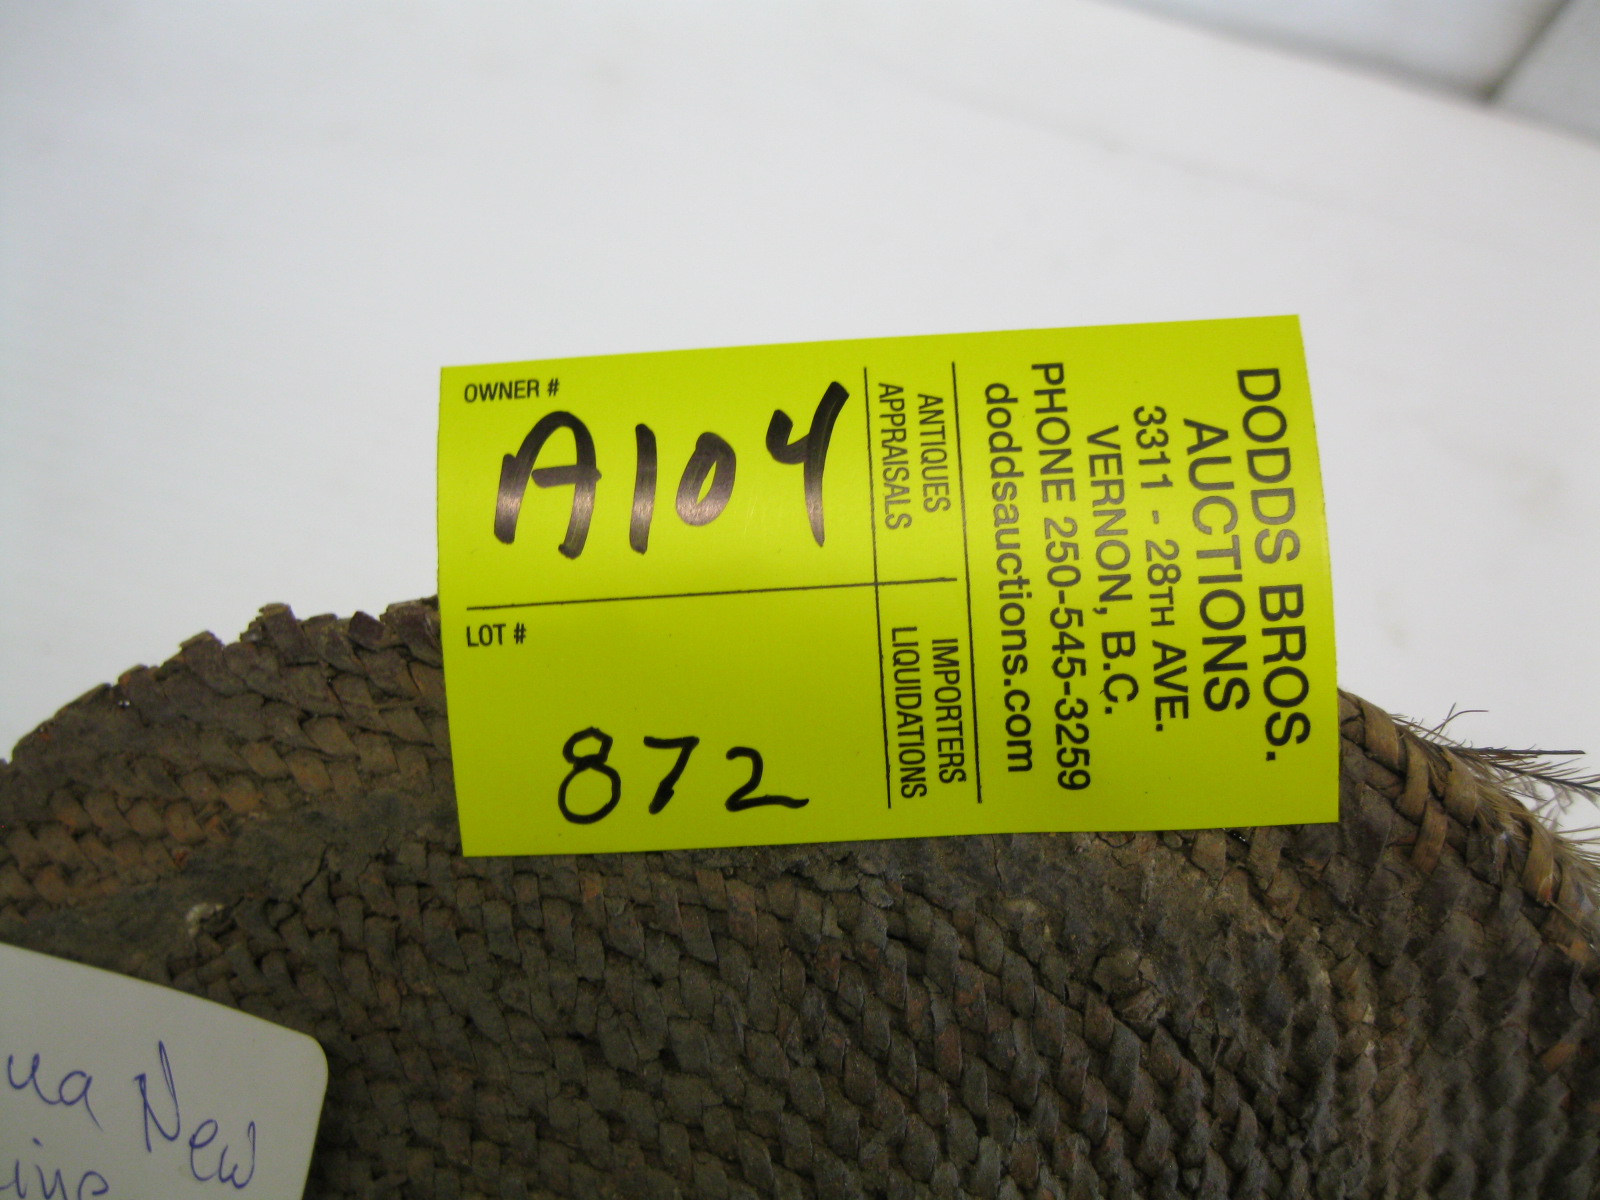 DODDS BROS.
AUCTIONS
3311 - 28TH AVE.
VERNON, B.C.
PHONE 250-545-3259
doddsauctions.com
ANTIQUES
APPRAISALS
IMPORTERS
LIQUIDATIONS
OWNER #
A104
LOT #
872
New